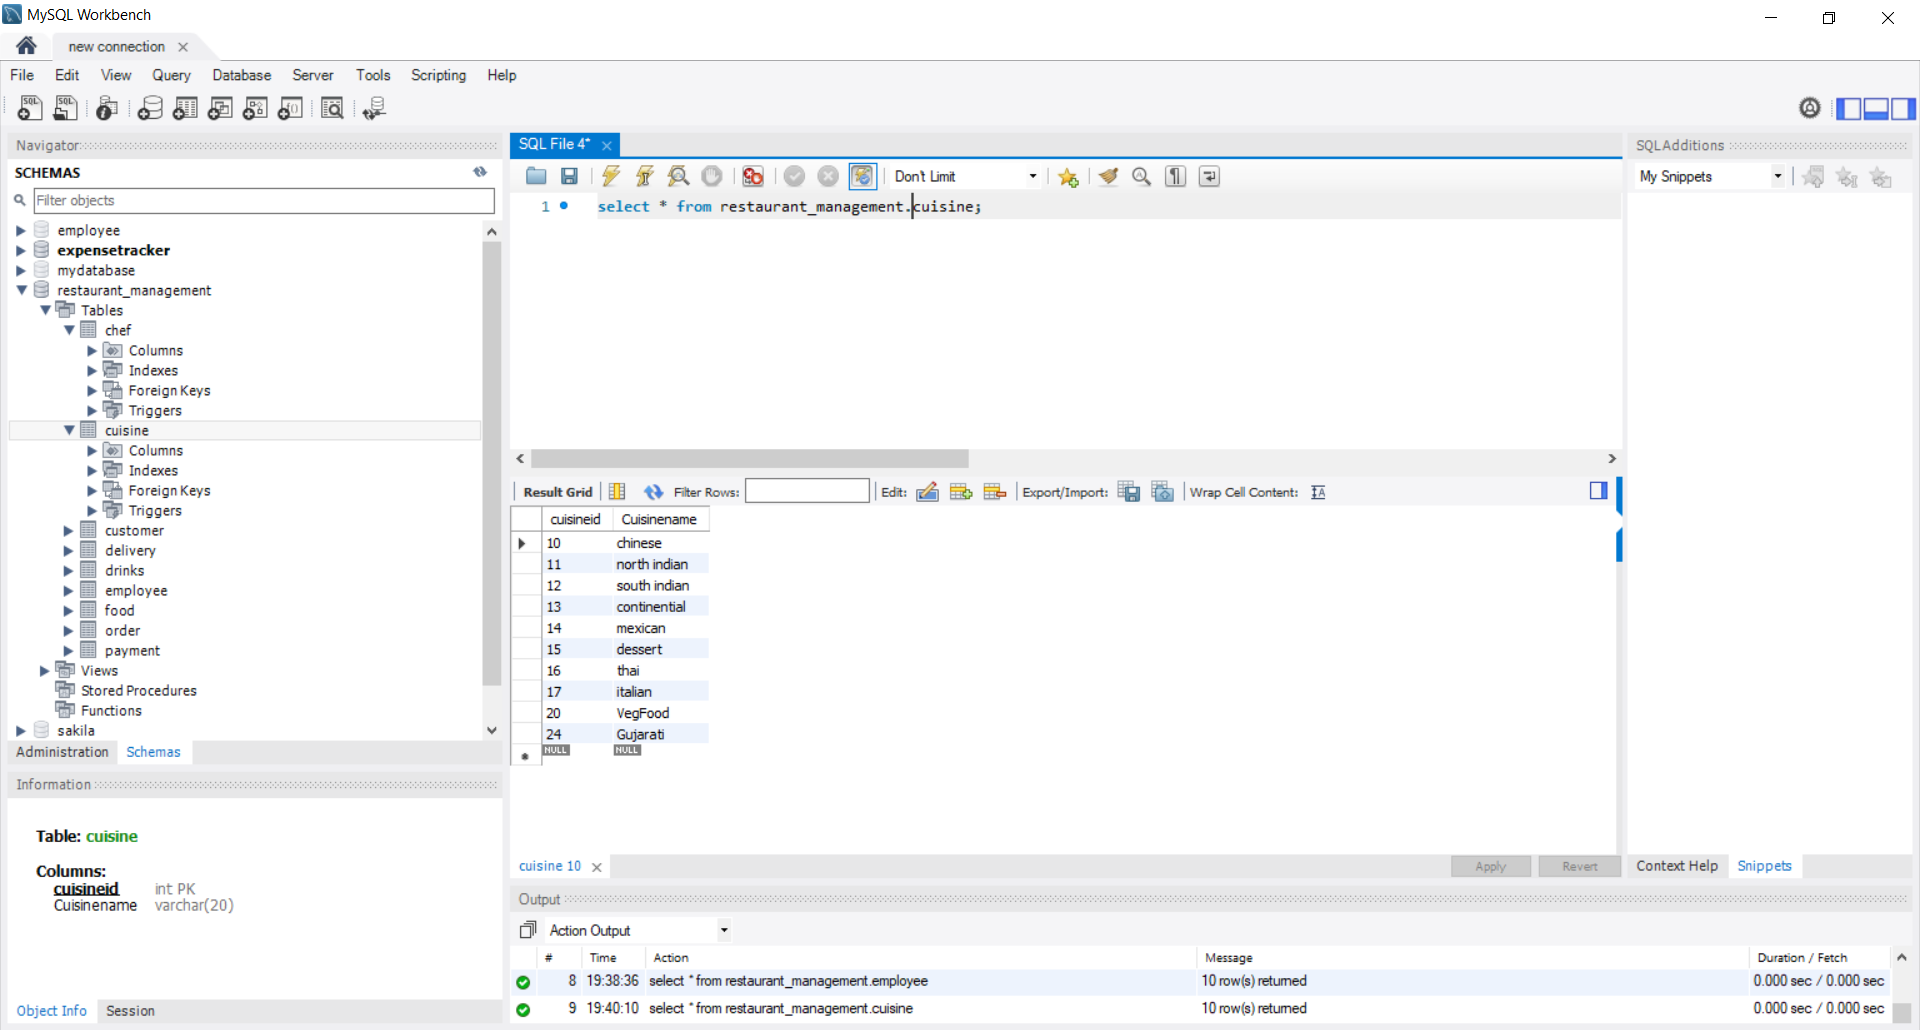 MySQL Workbench
new connection
File Edit View Query Database Server Tools Scripting Help
Navigator
SCHEMAS
Filter objects
employee
expensetracker
mydatabase
restaurant_management
Tables
chef
Columns
Indexes
Foreign Keys
Triggers
cuisine
Columns
Indexes
Foreign Keys
Triggers
customer
delivery
drinks
employee
food
order
payment
Views
Stored Procedures
Functions
sakila
Administration Schemas
Information
Table: cuisine
Columns:
cuisineid int PK
Cuisinename varchar(20)
Object Info Session
SQL File 4*
Don't Limit
1 select * from restaurant_management.cuisine;
Result Grid Filter Rows: Edit: Export/Import: Wrap Cell Content:
cuisineid Cuisinename
10 chinese
11 north indian
12 south indian
13 continential
14 mexican
15 dessert
16 thai
17 italian
20 VegFood
24 Gujarati
NULL NULL
cuisine 10
Apply Revert
Output
Action Output
# Time Action Message Duration / Fetch
8 19:38:36 select * from restaurant_management.employee 10 row(s) returned 0.000 sec / 0.000 sec
9 19:40:10 select * from restaurant_management.cuisine 10 row(s) returned 0.000 sec / 0.000 sec
SQLAdditions
My Snippets
Context Help Snippets